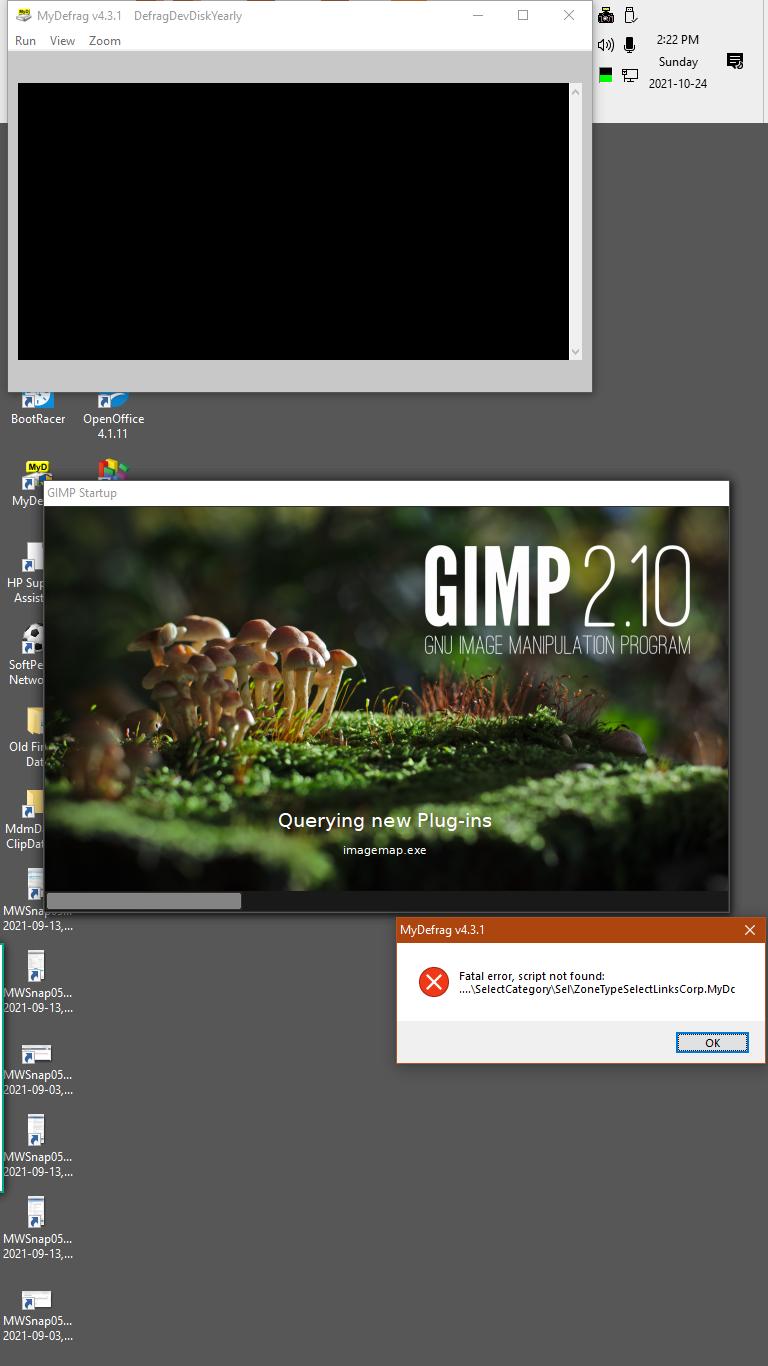 MyDefrag v4.3.1 DefragDevDiskYearly
Run View Zoom
2:22 PM
Sunday
2021-10-24
BootRacer
OpenOffice
4.1.11
MyD
MyDe
GIMP Startup
GIMP 2.10
GNU IMAGE MANIPULATION PROGRAM
Querying new Plug-ins
imagemap.exe
HP Sup
Assist
SoftPe
Netwo
Old Fir
Dat
MdmD
ClipDat
MWSnap05...
2021-09-13,...
MyDefrag v4.3.1
Fatal error, script not found:
....\SelectCategory\Sel\ZoneTypeSelectLinksCorp.MyDc
OK
MWSnap05...
2021-09-13,...
MWSnap05...
2021-09-03,...
MWSnap05...
2021-09-13,...
MWSnap05...
2021-09-13,...
MWSnap05...
2021-09-03,...